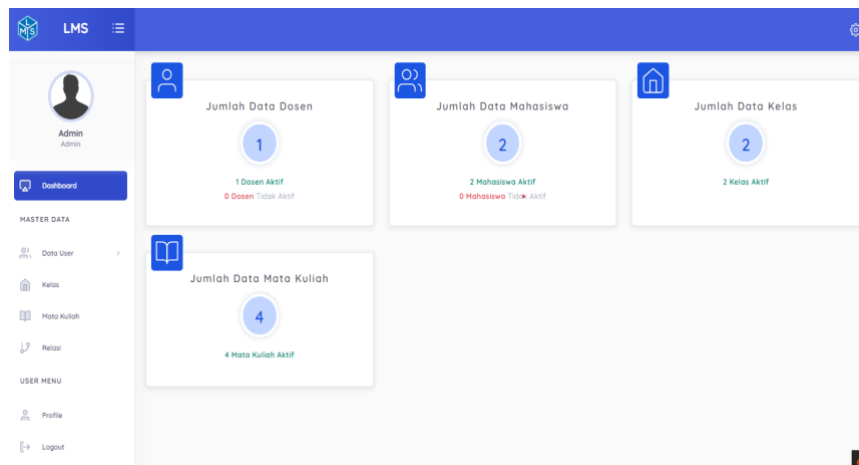 LMS
LMS
Admin
Admin
Dashboard
MASTER DATA
Data User
Kelas
Mata Kuliah
Relasi
USER MENU
Profile
Logout
Jumlah Data Dosen
1
1 Dosen Aktif
0 Dosen Tidak Aktif
Jumlah Data Mahasiswa
2
2 Mahasiswa Aktif
0 Mahasiswa Tidak Aktif
Jumlah Data Kelas
2
2 Kelas Aktif
Jumlah Data Mata Kuliah
4
4 Mata Kuliah Aktif